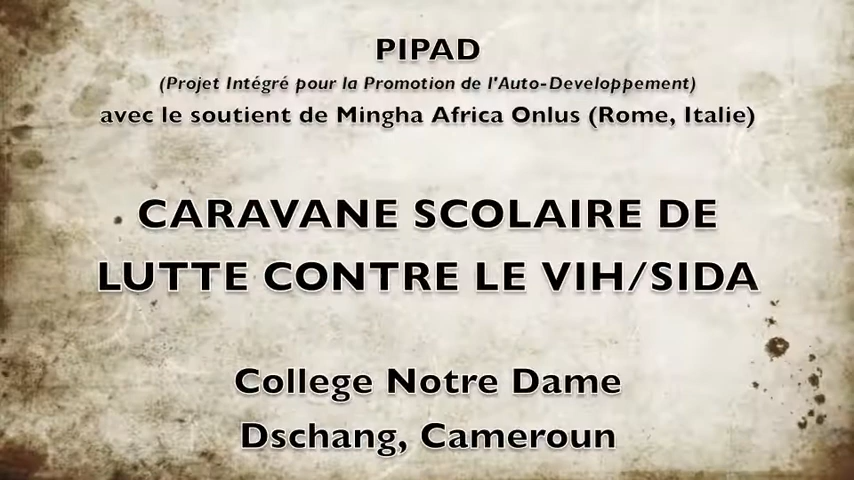 PIPAD
(Projet Intégré pour la Promotion de l'Auto-Developpement)
avec le soutient de Mingha Africa Onlus (Rome, Italie)
CARAVANE SCOLAIRE DE
LUTTE CONTRE LE VIH/SIDA
College Notre Dame
Dschang, Cameroun